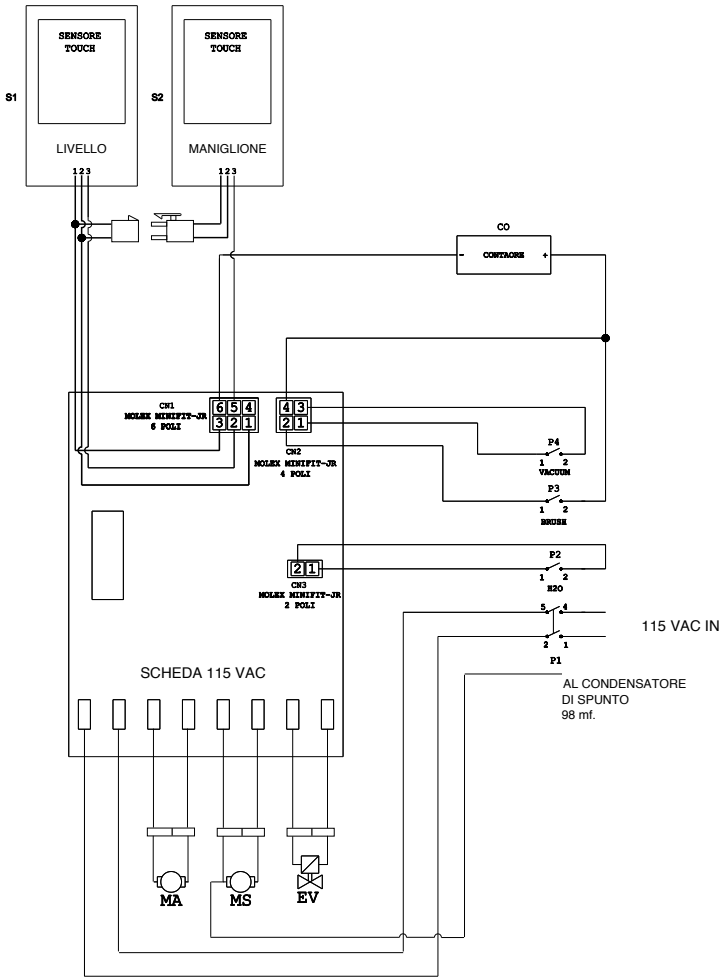 SENSORE
TOUCH
SENSORE
TOUCH
S1
S2
LIVELLO
MANIGLIONE
1 2 3
1 2 3
CO
- CONTAORE +
CN1
MOLEX MINIFIT-JR
6 POLI
6 5 4
3 2 1
4 3
2 1
CN2
MOLEX MINIFIT-JR
4 POLI
P4
1 2
VACUUM
P3
1 2
BRUSH
2 1
CN3
MOLEX MINIFIT-JR
2 POLI
P2
1 2
H2O
5 4
2 1
P1
115 VAC IN
SCHEDA 115 VAC
AL CONDENSATORE
DI SPUNTO
98 mf.
MA
MS
EV